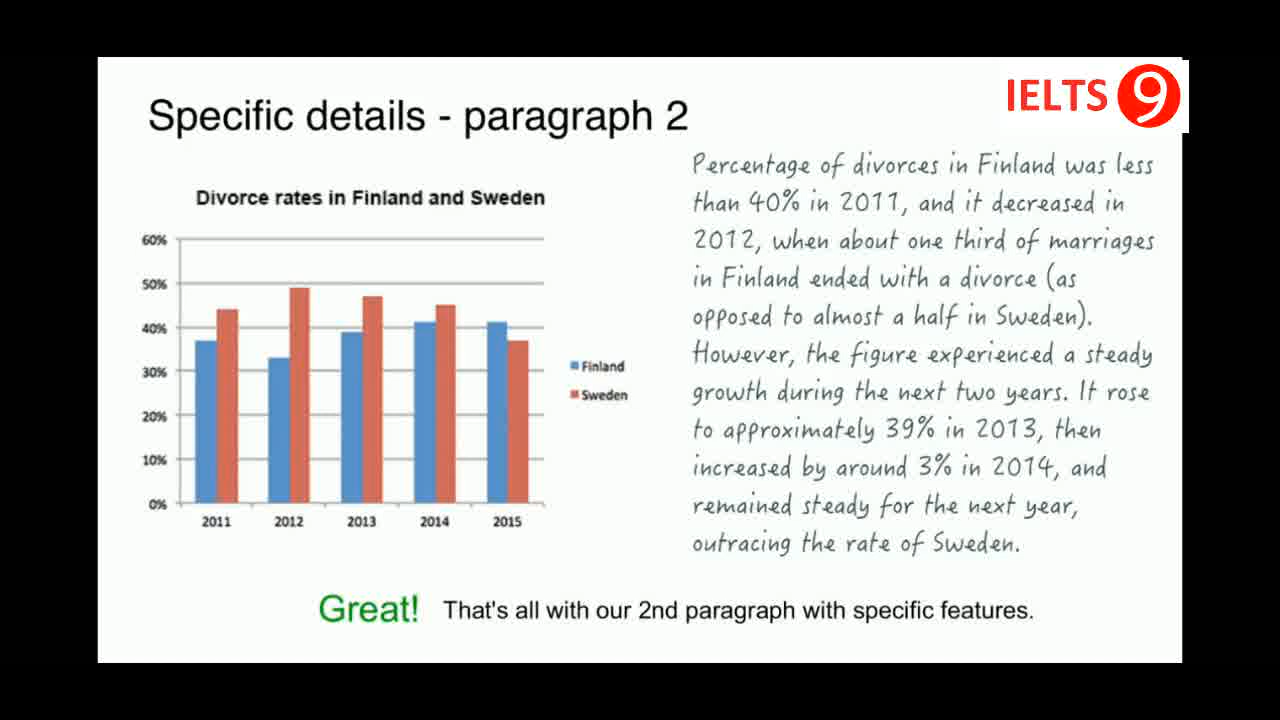 IELTS 9
Specific details - paragraph 2
Divorce rates in Finland and Sweden
60%
50%
40%
30%
20%
10%
0%
2011 2012 2013 2014 2015
Finland
Sweden
Percentage of divorces in Finland was less
than 40% in 2011, and it decreased in
2012, when about one third of marriages
in Finland ended with a divorce (as
opposed to almost a half in Sweden).
However, the figure experienced a steady
growth during the next two years. It rose
to approximately 39% in 2013, then
increased by around 3% in 2014, and
remained steady for the next year,
outracing the rate of Sweden.
Great! That's all with our 2nd paragraph with specific features.